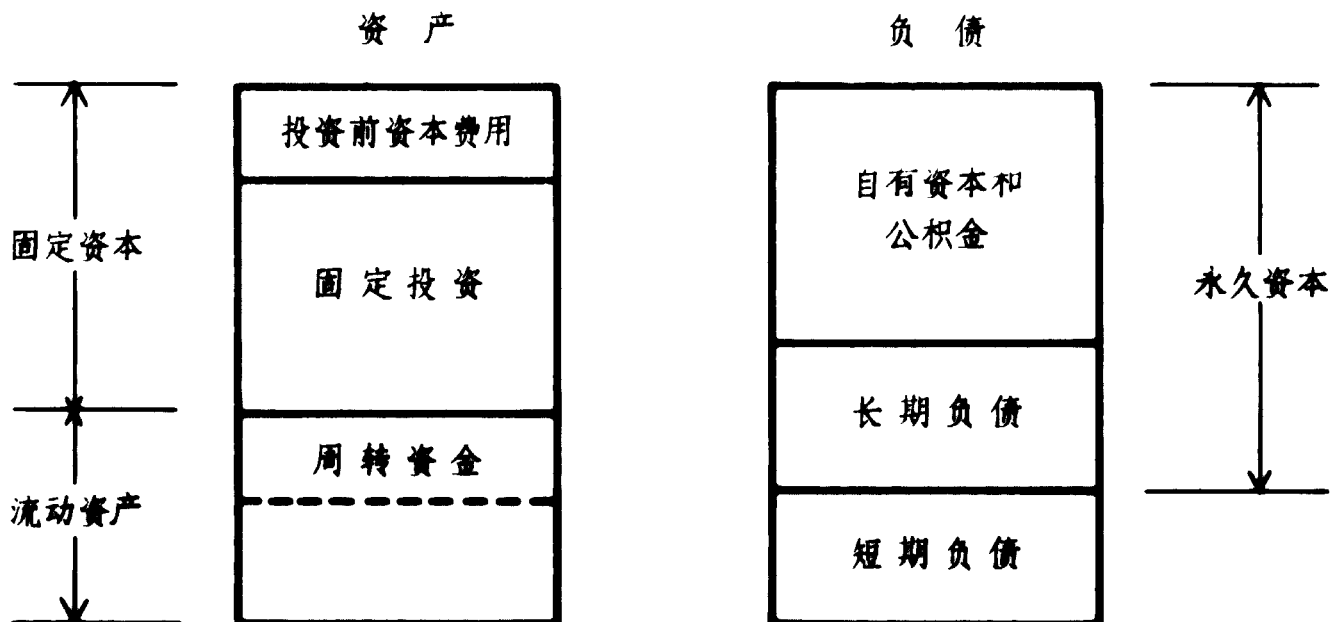 资产
负债
投资前资本费用
固定资本
固定投资
周转资金
流动资产
自有资本和
公积金
永久资本
长期负债
短期负债